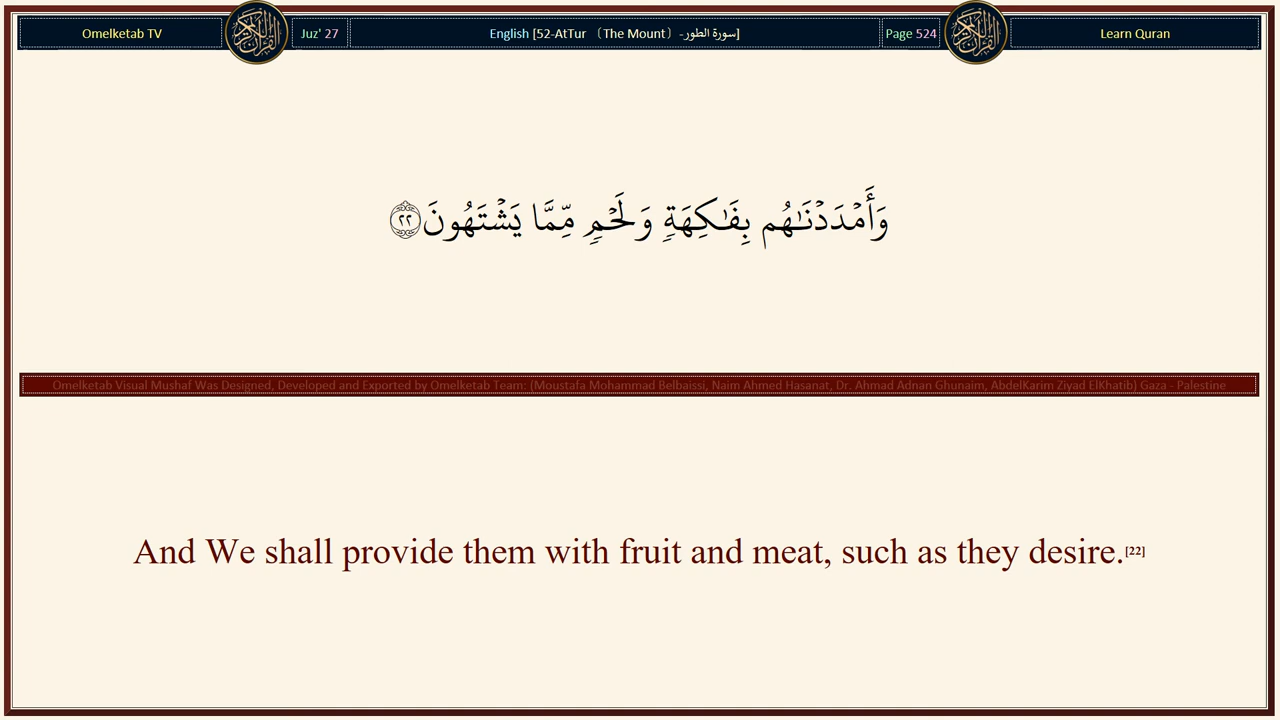 Omelketab TV
Juz' 27
English [52-AtTur （The Mount）-سورة الطور]
Page 524
Learn Quran
وَأَمۡدَدۡنَٰهُم بِفَٰكِهَةٖ وَلَحۡمٖ مِّمَّا يَشۡتَهُونَ ٢٢
Omelketab Visual Mushaf Was Designed, Developed and Exported by Omelketab Team: (Moustafa Mohammad Belbaissi, Naim Ahmed Hasanat, Dr. Ahmad Adnan Ghunaim, AbdelKarim Ziyad ElKhatib) Gaza - Palestine
And We shall provide them with fruit and meat, such as they desire.[22]